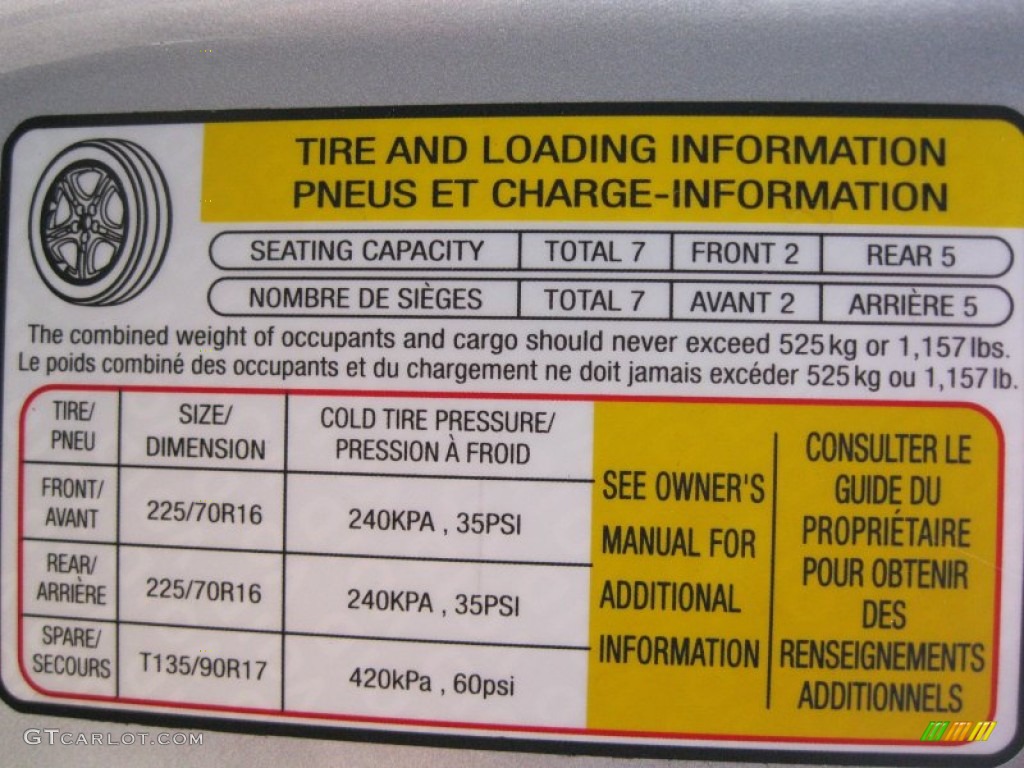 TIRE AND LOADING INFORMATION
PNEUS ET CHARGE-INFORMATION
SEATING CAPACITY TOTAL 7 FRONT 2 REAR 5
NOMBRE DE SIÈGES TOTAL 7 AVANT 2 ARRIÈRE 5
The combined weight of occupants and cargo should never exceed 525kg or 1,157 lbs.
Le poids combiné des occupants et du chargement ne doit jamais excéder 525kg ou 1,157 lb.
TIRE/
PNEU
SIZE/
DIMENSION
COLD TIRE PRESSURE/
PRESSION À FROID
FRONT/
AVANT
225/70R16
240KPA , 35PSI
REAR/
ARRIÈRE
225/70R16
240KPA , 35PSI
SPARE/
SECOURS
T135/90R17
420kPa , 60psi
SEE OWNER'S
MANUAL FOR
ADDITIONAL
INFORMATION
CONSULTER LE
GUIDE DU
PROPRIÉTAIRE
POUR OBTENIR
DES
RENSEIGNEMENTS
ADDITIONNELS
GTCARLOT.COM